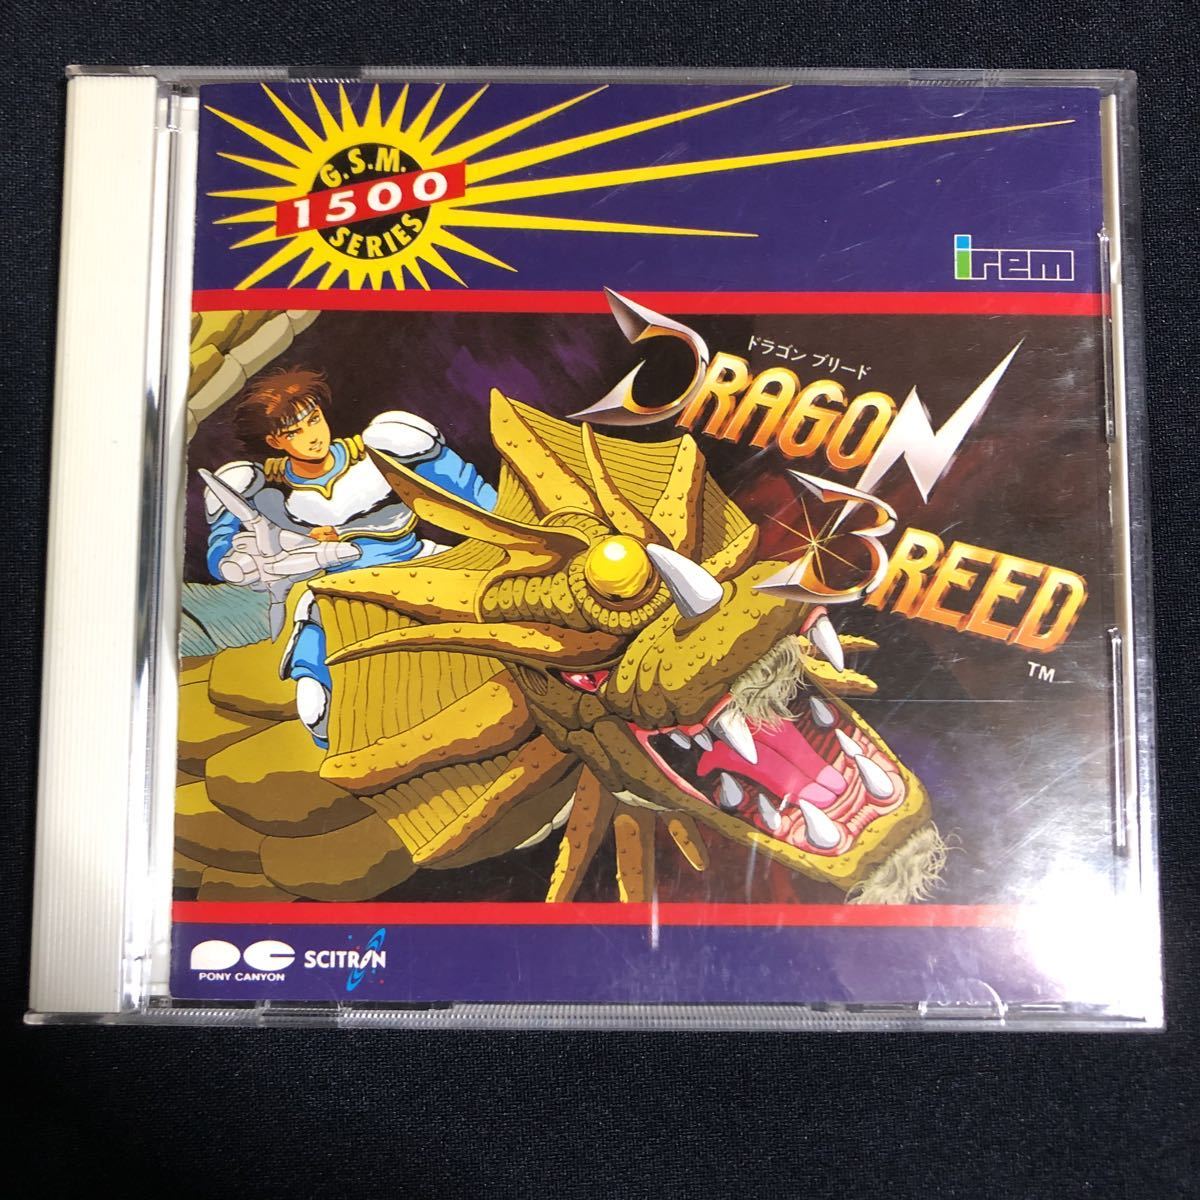 G.S.M.
1500
SERIES
irem
ドラゴン ブリード
DRAGON
BREED
TM
PONY CANYON
SCITRON